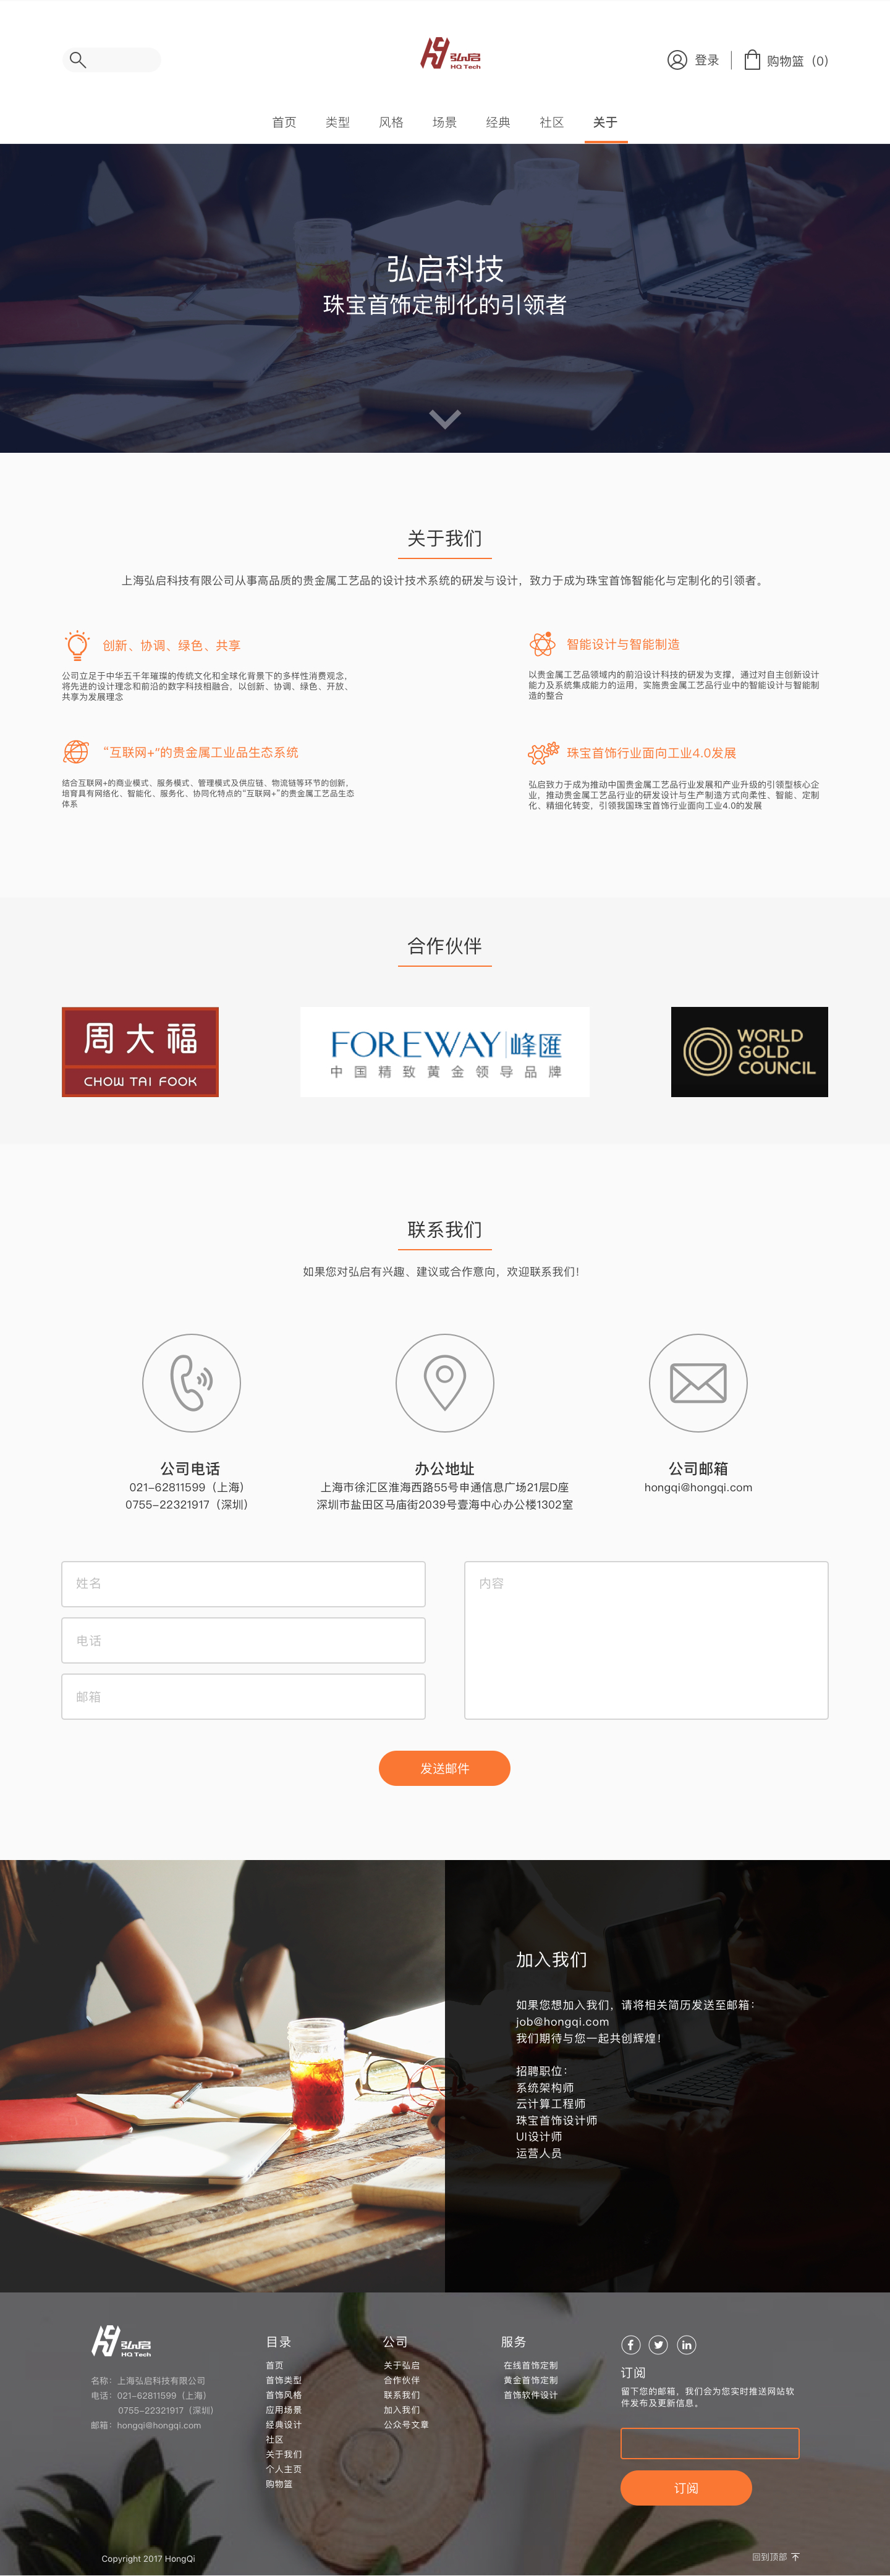 弘启
HQ Tech
登录
购物篮（0）
首页 类型 风格 场景 经典 社区 关于
弘启科技
珠宝首饰定制化的引领者
关于我们
上海弘启科技有限公司从事高品质的贵金属工艺品的设计技术系统的研发与设计，致力于成为珠宝首饰智能化与定制化的引领者。
创新、协调、绿色、共享
公司立足于中华五千年璀璨的传统文化和全球化背景下的多样性消费观念，
将先进的设计理念和前沿的数字科技相融合，以创新、协调、绿色、开放、
共享为发展理念
智能设计与智能制造
以贵金属工艺品领域内的前沿设计科技的研发为支撑，通过对自主创新设计
能力及系统集成能力的运用，实施贵金属工艺品行业中的智能设计与智能制
造的整合
“互联网+”的贵金属工业品生态系统
结合互联网+的商业模式、服务模式、管理模式及供应链、物流链等环节的创新，
培育具有网络化、智能化、服务化、协同化特点的“互联网+”的贵金属工艺品生态
体系
珠宝首饰行业面向工业4.0发展
弘启致力于成为推动中国贵金属工艺品行业发展和产业升级的引领型核心企
业，推动贵金属工艺品行业的研发设计与生产制造方式向柔性、智能、定制
化、精细化转变，引领我国珠宝首饰行业面向工业4.0的发展
合作伙伴
周大福
CHOW TAI FOOK
FOREWAY 峰匯
中国精致黄金领导品牌
WORLD
GOLD
COUNCIL
联系我们
如果您对弘启有兴趣、建议或合作意向，欢迎联系我们！
公司电话
021-62811599（上海）
0755-22321917（深圳）
办公地址
上海市徐汇区淮海西路55号申通信息广场21层D座
深圳市盐田区马庙街2039号壹海中心办公楼1302室
公司邮箱
hongqi@hongqi.com
姓名
电话
邮箱
内容
发送邮件
加入我们
如果您想加入我们，请将相关简历发送至邮箱：
job@hongqi.com
我们期待与您一起共创辉煌！
招聘职位：
系统架构师
云计算工程师
珠宝首饰设计师
UI设计师
运营人员
弘启
HQ Tech
名称：上海弘启科技有限公司
电话：021-62811599（上海）
0755-22321917（深圳）
邮箱：hongqi@hongqi.com
目录
首页
首饰类型
首饰风格
应用场景
经典设计
社区
关于我们
个人主页
购物篮
公司
关于弘启
合作伙伴
联系我们
加入我们
公众号文章
服务
在线首饰定制
黄金首饰定制
首饰软件设计
订阅
留下您的邮箱，我们会为您实时推送网站软
件发布及更新信息。
订阅
Copyright 2017 HongQi
回到顶部